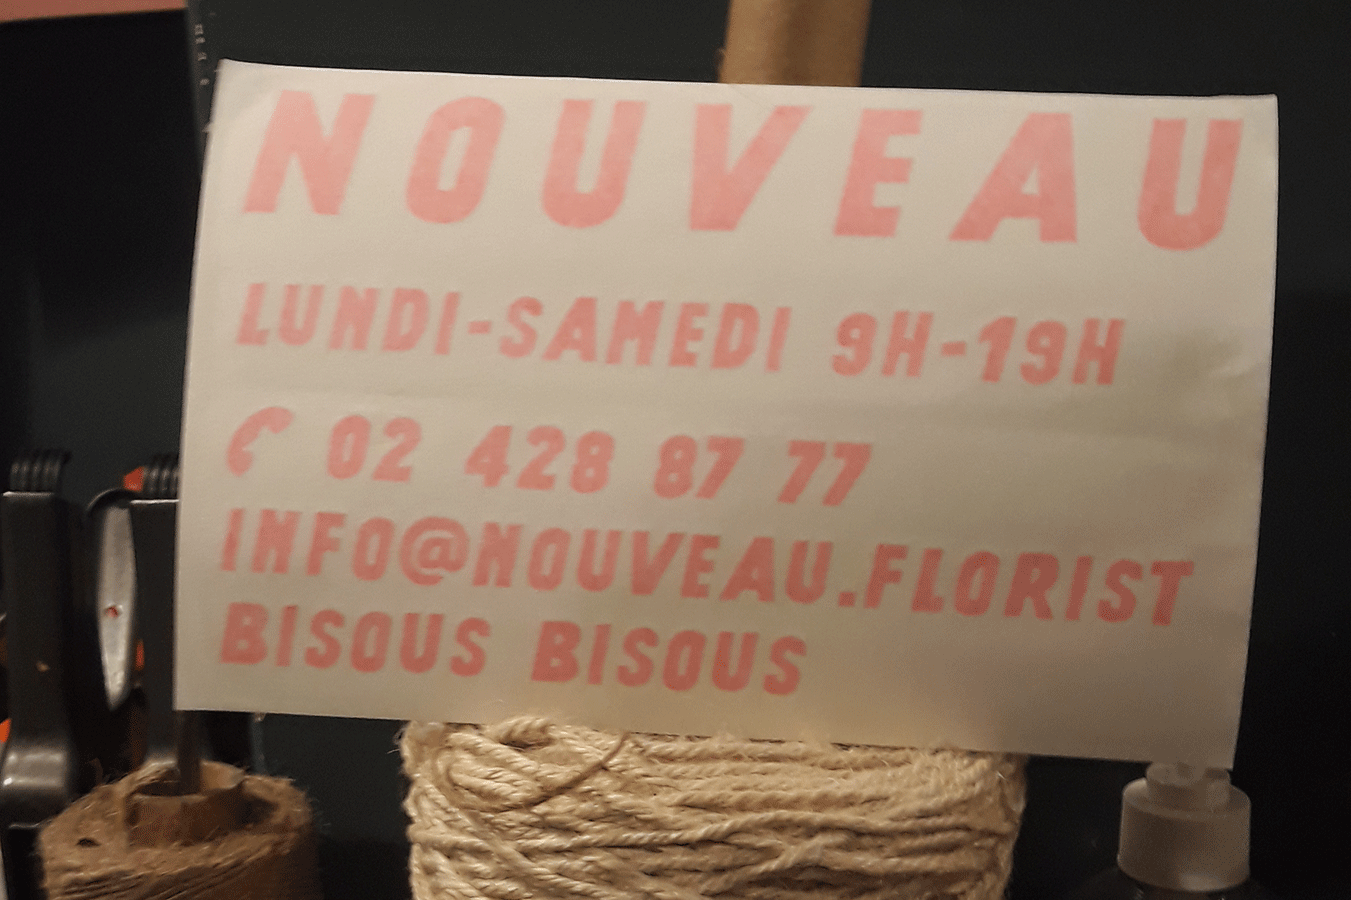 NOUVEAU
LUNDI-SAMEDI 9H-19H
✆ 02 428 87 77
INFO@NOUVEAU.FLORIST
BISOUS BISOUS